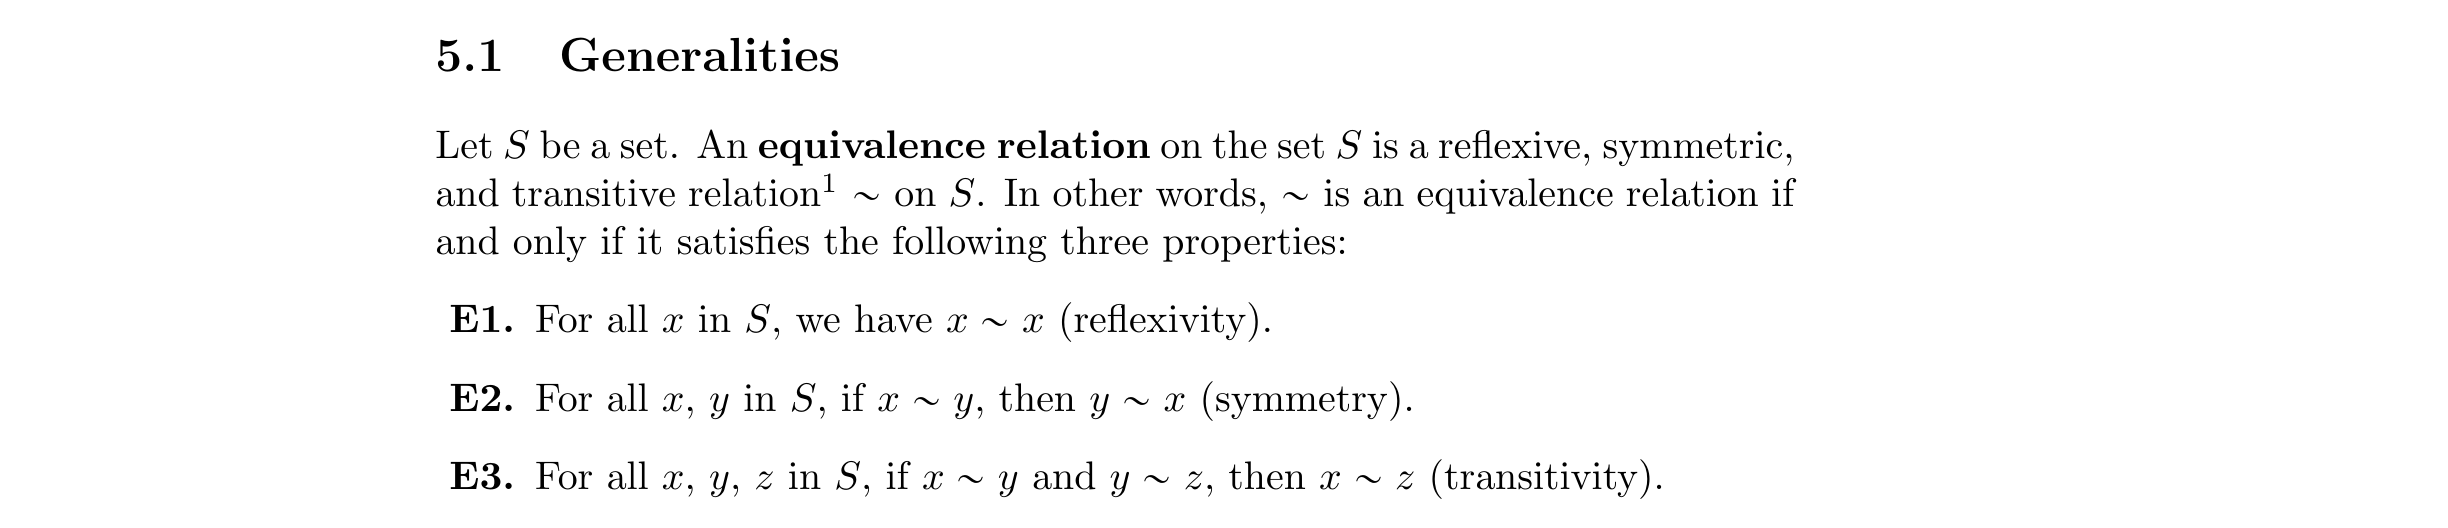 5.1 Generalities
Let S be a set. An equivalence relation on the set S is a reflexive, symmetric,
and transitive relation¹ ∼ on S. In other words, ∼ is an equivalence relation if
and only if it satisfies the following three properties:
E1. For all x in S, we have x ∼ x (reflexivity).
E2. For all x, y in S, if x ∼ y, then y ∼ x (symmetry).
E3. For all x, y, z in S, if x ∼ y and y ∼ z, then x ∼ z (transitivity).